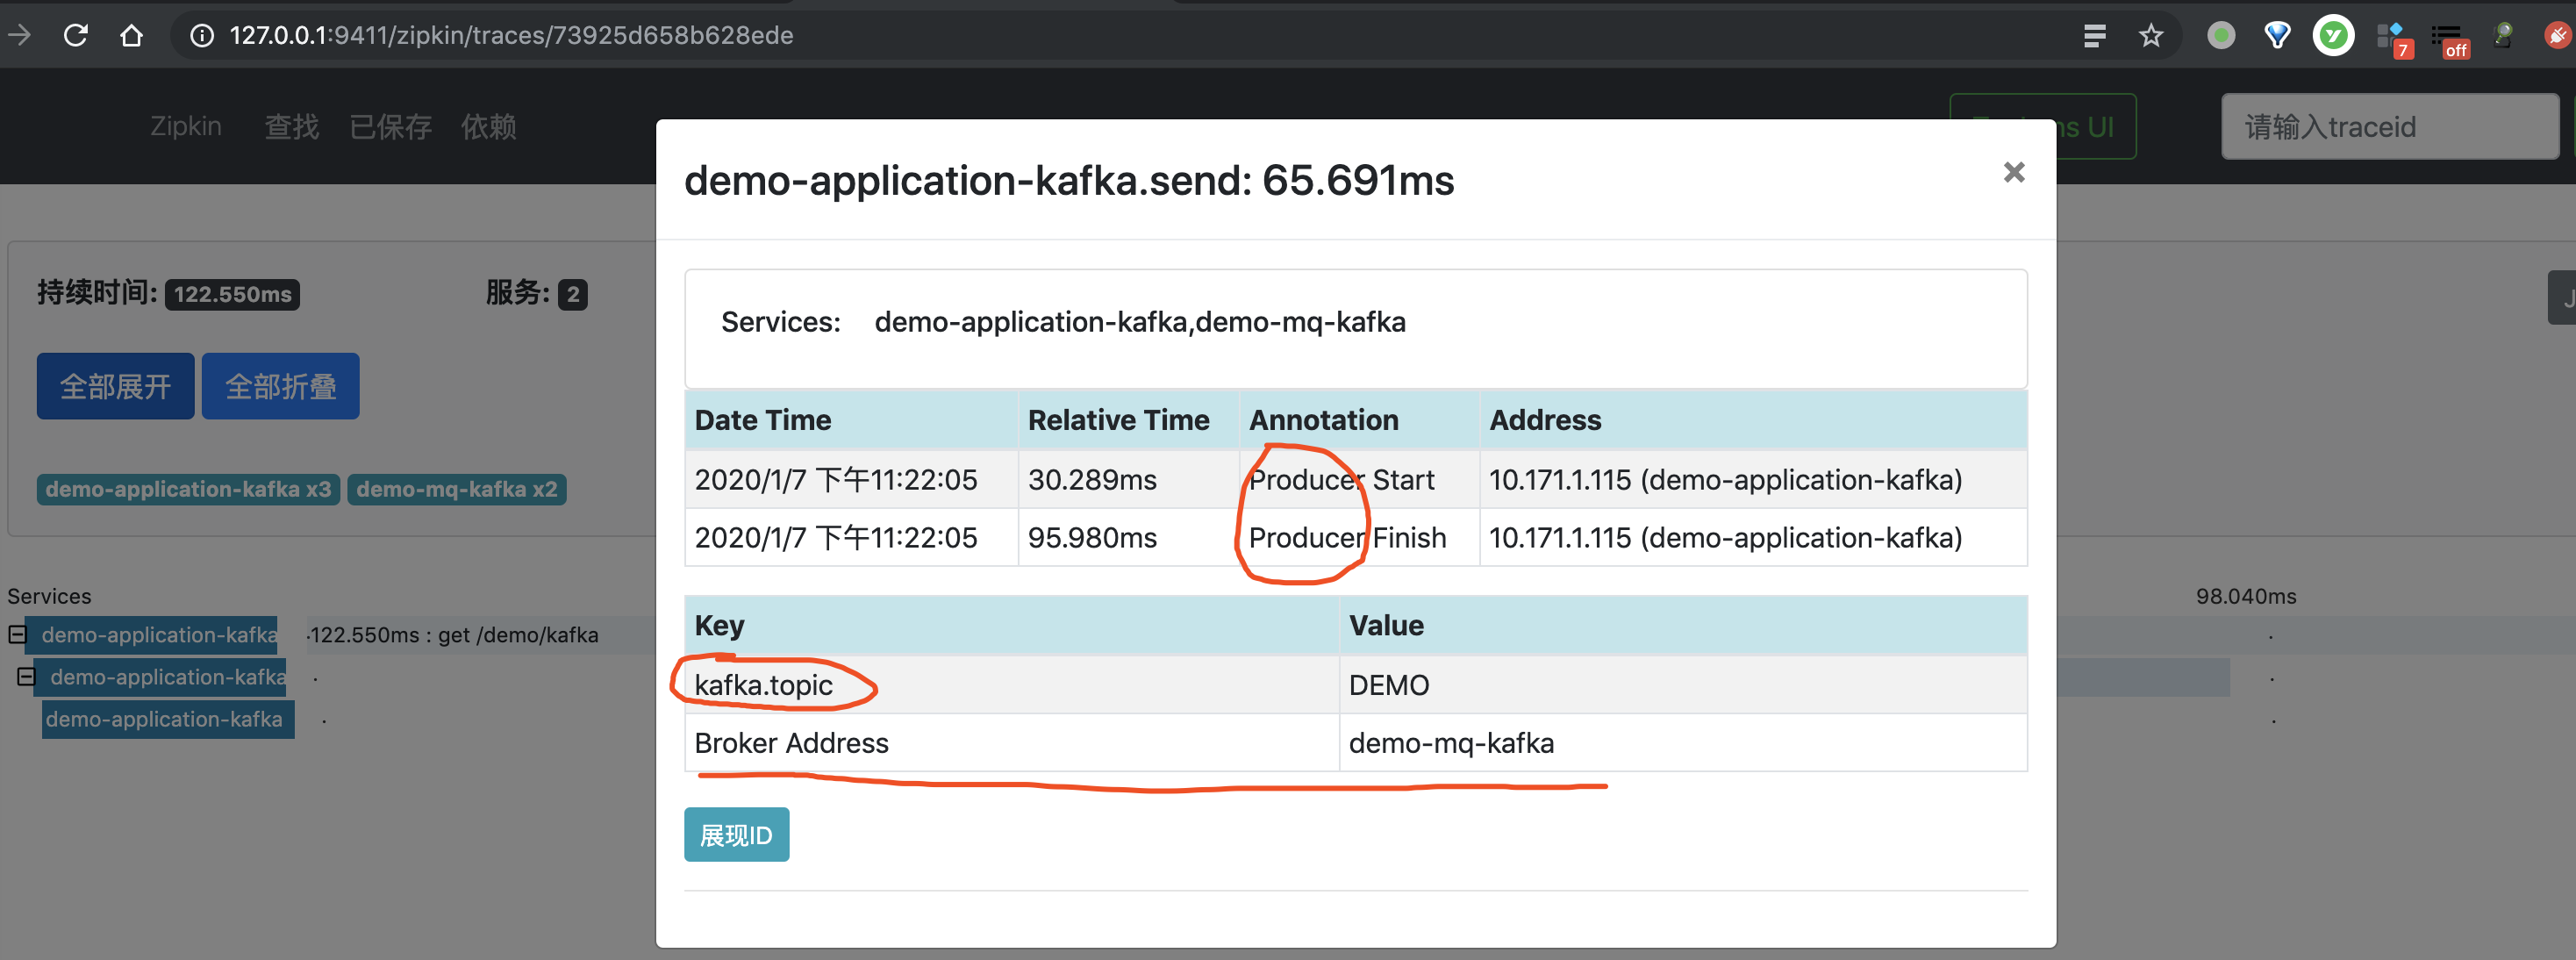 127.0.0.1:9411/zipkin/traces/73925d658b628ede
7
off
Zipkin 查找 已保存 依赖
UI
请输入traceid
demo-application-kafka.send: 65.691ms
×
持续时间: 122.550ms 服务: 2
Services: demo-application-kafka,demo-mq-kafka
全部展开 全部折叠
Date Time Relative Time Annotation Address
2020/1/7 下午11:22:05 30.289ms Producer Start 10.171.1.115 (demo-application-kafka)
demo-application-kafka x3 demo-mq-kafka x2
2020/1/7 下午11:22:05 95.980ms Producer Finish 10.171.1.115 (demo-application-kafka)
Services 98.040ms
Key Value
demo-application-kafka ·122.550ms : get /demo/kafka
kafka.topic DEMO
demo-application-kafka
demo-application-kafka
Broker Address demo-mq-kafka
展现ID